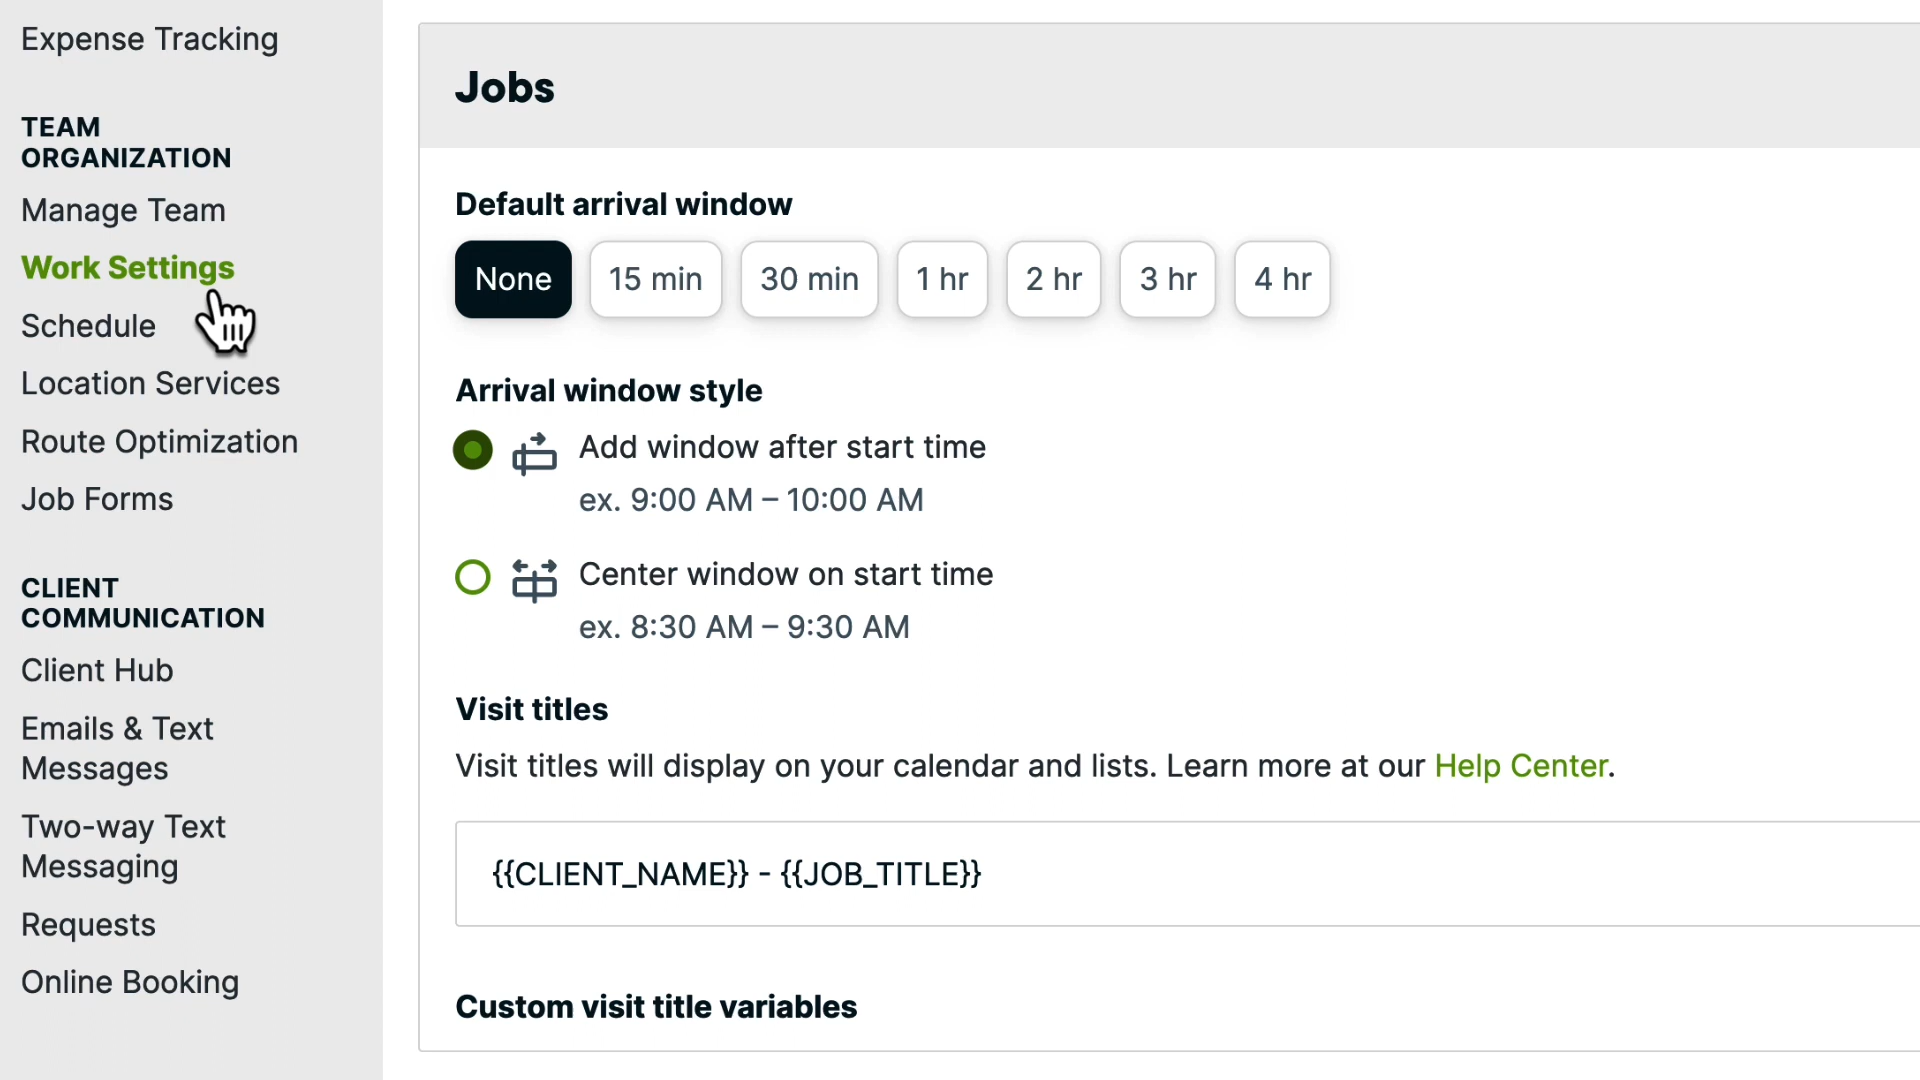 Expense Tracking
TEAM
ORGANIZATION
Manage Team
Work Settings
Schedule
Location Services
Route Optimization
Job Forms
CLIENT
COMMUNICATION
Client Hub
Emails & Text
Messages
Two-way Text
Messaging
Requests
Online Booking
Jobs
Default arrival window
None 15 min 30 min 1 hr 2 hr 3 hr 4 hr
Arrival window style
Add window after start time
ex. 9:00 AM – 10:00 AM
Center window on start time
ex. 8:30 AM – 9:30 AM
Visit titles
Visit titles will display on your calendar and lists. Learn more at our Help Center.
{{CLIENT_NAME}} - {{JOB_TITLE}}
Custom visit title variables